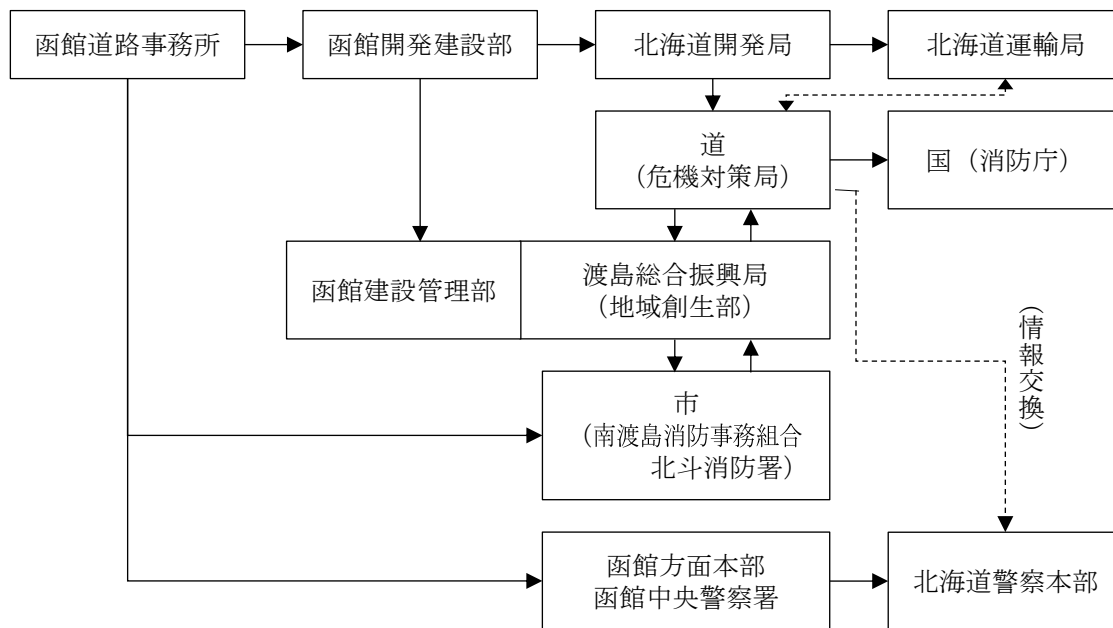 函館道路事務所
函館開発建設部
北海道開発局
北海道運輸局
道
(危機対策局)
国(消防庁)
函館建設管理部
渡島総合振興局
(地域創生部)
(情報交換)
市
(南渡島消防事務組合
北斗消防署)
函館方面本部
函館中央警察署
北海道警察本部